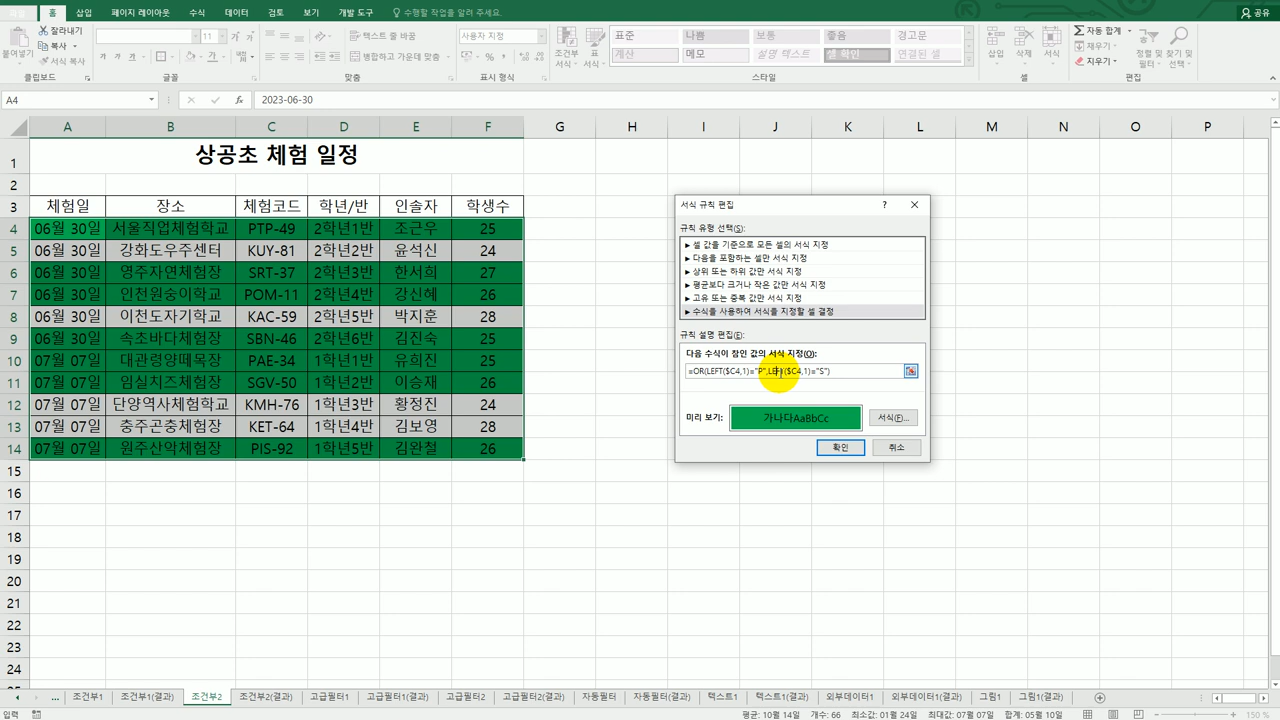 홈 삽입 페이지 레이아웃 수식 데이터 검토 보기 개발 도구 수행할 작업을 알려 주세요. 공유
붙여넣기 잘라내기 복사 서식 복사 클립보드
11 글꼴
텍스트 줄 바꿈 병합하고 가운데 맞춤 맞춤
사용자 지정 표시 형식
조건부 서식 표 서식
표준 나쁨 보통 좋음 경고문
계산 메모 설명 텍스트 셀 확인 연결된 셀
스타일
삽입 삭제 서식 셀
자동 합계 채우기 지우기 정렬 및 필터 찾기 및 선택 편집
A4 fx 2023-06-30
A B C D E F G H I J K L M N O P
1 상공초 체험 일정
2
3 체험일 장소 체험코드 학년/반 인솔자 학생수
4 06월 30일 서울직업체험학교 PTP-49 2학년1반 조근우 25
5 06월 30일 강화도우주센터 KUY-81 2학년2반 윤석신 24
6 06월 30일 영주자연체험장 SRT-37 2학년3반 한서희 27
7 06월 30일 인천원숭이학교 POM-11 2학년4반 강신혜 26
8 06월 30일 이천도자기학교 KAC-59 2학년5반 박지훈 28
9 06월 30일 속초바다체험장 SBN-46 2학년6반 김진숙 25
10 07월 07일 대관령양떼목장 PAE-34 1학년1반 유희진 25
11 07월 07일 임실치즈체험장 SGV-50 1학년2반 이승재 26
12 07월 07일 단양역사체험학교 KMH-76 1학년3반 황정진 24
13 07월 07일 충주곤충체험장 KET-64 1학년4반 김보영 28
14 07월 07일 원주산악체험장 PIS-92 1학년5반 김완철 26
15
16
17
18
19
20
21
22
23
24
서식 규칙 편집 ?
규칙 유형 선택(S):
► 셀 값을 기준으로 모든 셀의 서식 지정
► 다음을 포함하는 셀만 서식 지정
► 상위 또는 하위 값만 서식 지정
► 평균보다 크거나 작은 값만 서식 지정
► 고유 또는 중복 값만 서식 지정
► 수식을 사용하여 서식을 지정할 셀 결정
규칙 설명 편집(E):
다음 수식이 참인 값의 서식 지정(O):
=OR(LEFT($C4,1)="P",LEFT($C4,1)="S")
미리 보기: 가나다AaBbCc 서식(F)...
확인 취소
... 조건부1 조건부1(결과) 조건부2 조건부2(결과) 고급필터1 고급필터1(결과) 고급필터2 고급필터2(결과) 자동필터 자동필터(결과) 텍스트1 텍스트1(결과) 외부데이터1 외부데이터1(결과) 그림1 그림1(결과)
입력 평균: 10월 14일 개수: 66 최소값: 01월 24일 최대값: 07월 07일 합계: 05월 10일 150 %